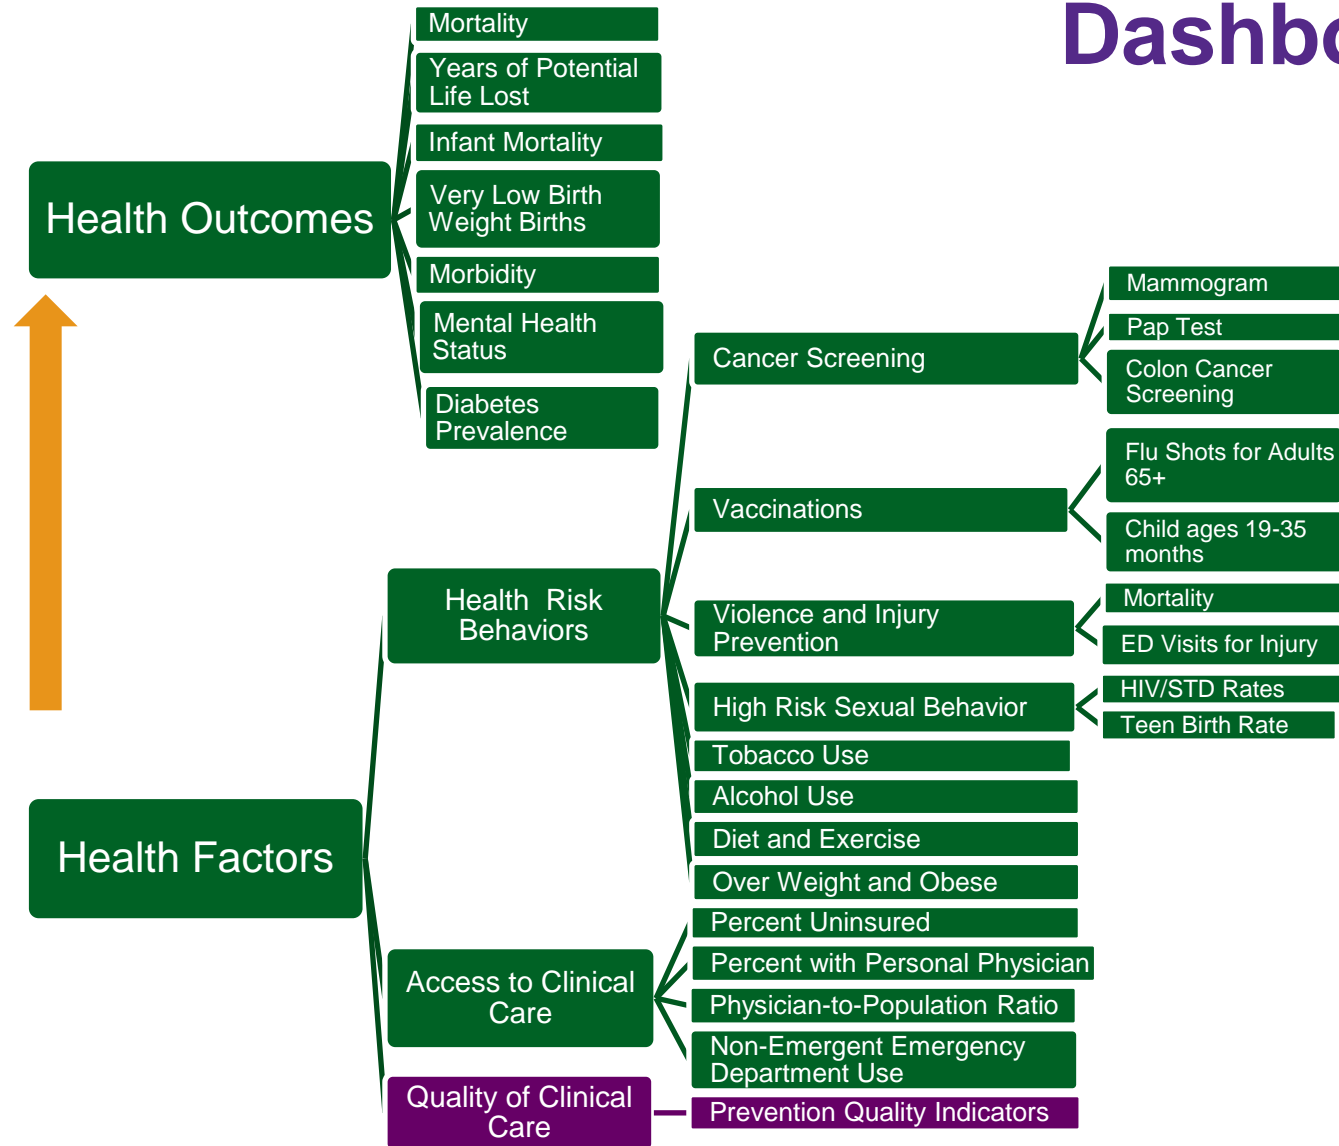 Dashbo
Mortality
Years of Potential
Life Lost
Infant Mortality
Very Low Birth
Weight Births
Morbidity
Mental Health
Status
Diabetes
Prevalence
Health Outcomes
Health Factors
Health Risk
Behaviors
Cancer Screening
Mammogram
Pap Test
Colon Cancer
Screening
Vaccinations
Flu Shots for Adults
65+
Child ages 19-35
months
Violence and Injury
Prevention
Mortality
ED Visits for Injury
High Risk Sexual Behavior
HIV/STD Rates
Teen Birth Rate
Tobacco Use
Alcohol Use
Diet and Exercise
Over Weight and Obese
Access to Clinical
Care
Percent Uninsured
Percent with Personal Physician
Physician-to-Population Ratio
Non-Emergent Emergency
Department Use
Quality of Clinical
Care
Prevention Quality Indicators